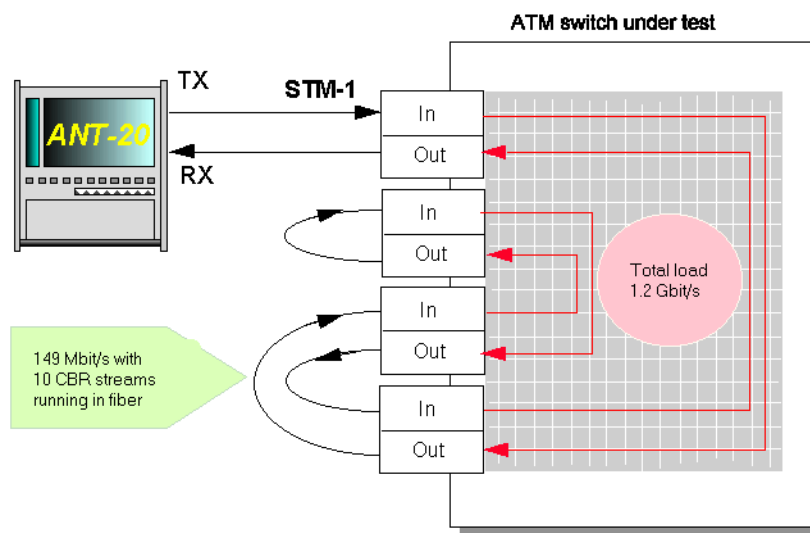 ATM switch under test
TX
STM-1
In
ANT-20
Out
RX
In
Out
Total load
1.2 Gbit/s
In
Out
149 Mbit/s with
10 CBR streams
running in fiber
In
Out